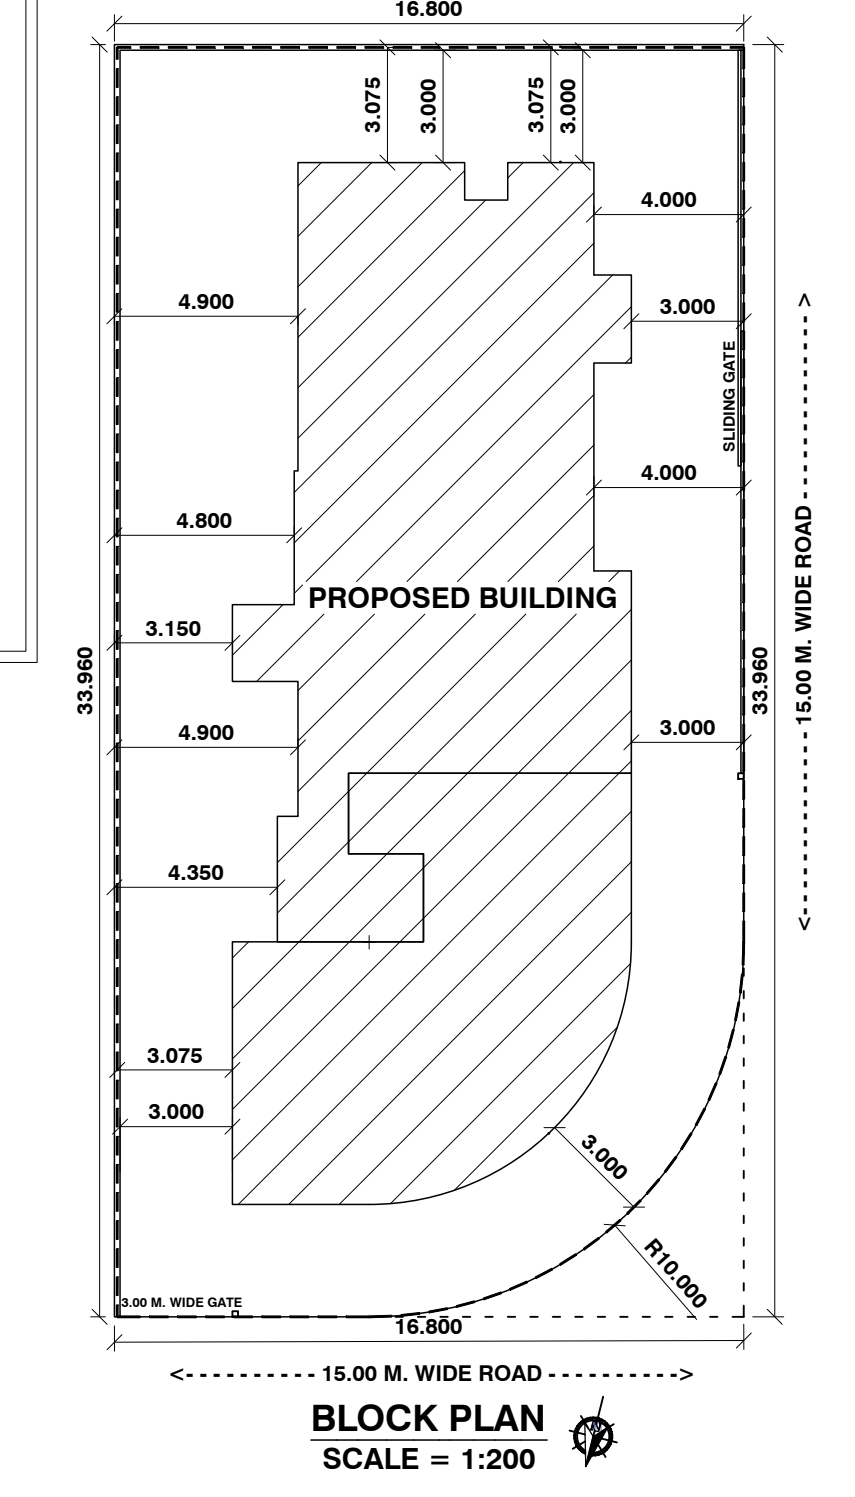 16.800
3.075
3.000
3.075
3.000
4.000
4.900
3.000
SLIDING GATE
4.000
4.800
<---------- 15.00 M. WIDE ROAD ---------->
PROPOSED BUILDING
3.150
33.960
33.960
4.900
3.000
4.350
3.075
3.000
3.000
R10.000
3.00 M. WIDE GATE
16.800
<---------- 15.00 M. WIDE ROAD ---------->
BLOCK PLAN
SCALE = 1:200
N